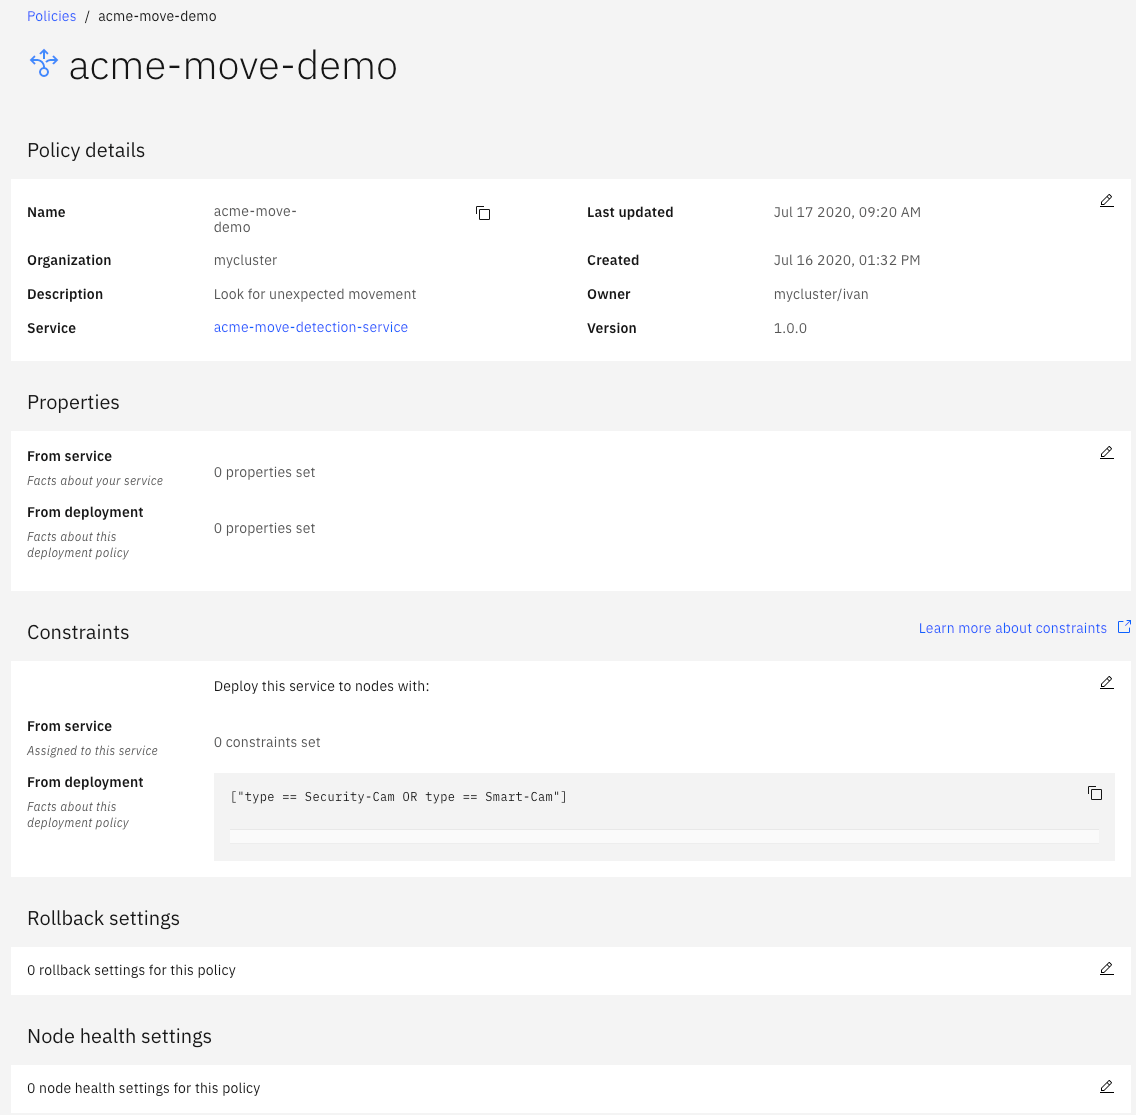 Policies / acme-move-demo
acme-move-demo
Policy details
Name
acme-move-
demo
Last updated
Jul 17 2020, 09:20 AM
Organization
mycluster
Created
Jul 16 2020, 01:32 PM
Description
Look for unexpected movement
Owner
mycluster/ivan
Service
acme-move-detection-service
Version
1.0.0
Properties
From service
Facts about your service
0 properties set
From deployment
Facts about this
deployment policy
0 properties set
Constraints
Learn more about constraints
Deploy this service to nodes with:
From service
Assigned to this service
0 constraints set
From deployment
Facts about this
deployment policy
["type == Security-Cam OR type == Smart-Cam"]
Rollback settings
0 rollback settings for this policy
Node health settings
0 node health settings for this policy